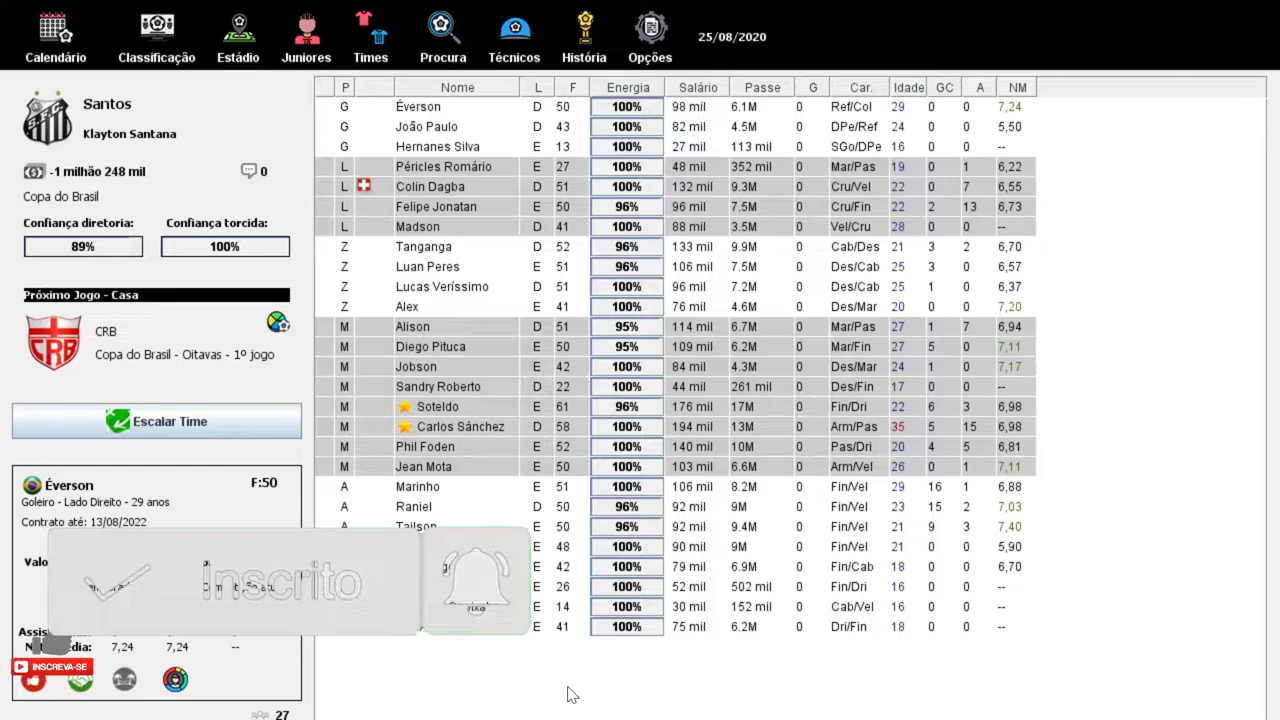 Calendário Classificação Estádio Juniores Times Procura Técnicos História Opções 25/08/2020
Santos
Klayton Santana
-1 milhão 248 mil 0
Copa do Brasil
Confiança diretoria: Confiança torcida:
89% 100%
Próximo Jogo - Casa
CRB
Copa do Brasil - Oitavas - 1º jogo
Escalar Time
Éverson F:50
Goleiro - Lado Direito - 29 anos
Contrato até: 13/08/2022
Valo
Inscrito
Assis
7,24 7,24 --
INSCREVA-SE
27
P Nome L F Energia Salário Passe G Car. Idade GC A NM
G Éverson D 50 100% 98 mil 6.1M 0 Ref/Col 29 0 0 7,24
G João Paulo D 43 100% 82 mil 4.5M 0 DPe/Ref 24 0 0 5,50
G Hernanes Silva E 13 100% 27 mil 113 mil 0 SGo/DPe 16 0 0 --
L Péricles Romário E 27 100% 48 mil 352 mil 0 Mar/Pas 19 0 1 6,22
L Colin Dagba D 51 100% 132 mil 9.3M 0 Cru/Vel 22 0 7 6,55
L Felipe Jonatan E 50 96% 96 mil 7.5M 0 Cru/Fin 22 2 13 6,73
L Madson D 41 100% 88 mil 3.5M 0 Vel/Cru 28 0 0 --
Z Tanganga D 52 96% 133 mil 9.9M 0 Cab/Des 21 3 2 6,70
Z Luan Peres E 51 96% 106 mil 7.5M 0 Des/Cab 25 3 0 6,57
Z Lucas Veríssimo E 51 100% 96 mil 7.2M 0 Des/Cab 25 1 0 6,37
Z Alex E 41 100% 76 mil 4.6M 0 Des/Mar 20 0 0 7,20
M Alison D 51 95% 114 mil 6.7M 0 Mar/Pas 27 1 7 6,94
M Diego Pituca E 50 95% 109 mil 6.2M 0 Mar/Fin 27 5 0 7,11
M Jobson E 42 100% 84 mil 4.3M 0 Des/Mar 24 1 0 7,17
M Sandry Roberto D 22 100% 44 mil 261 mil 0 Des/Fin 17 0 0 --
M Soteldo E 61 96% 176 mil 17M 0 Fin/Dri 22 6 3 6,98
M Carlos Sánchez D 58 100% 194 mil 13M 0 Arm/Pas 35 5 15 6,98
M Phil Foden E 52 100% 140 mil 10M 0 Pas/Dri 20 4 5 6,81
M Jean Mota E 50 100% 103 mil 6.6M 0 Arm/Vel 26 0 1 7,11
A Marinho E 51 100% 106 mil 6.2M 0 Fin/Vel 29 16 1 6,88
A Raniel D 50 96% 92 mil 9M 0 Fin/Vel 23 15 2 7,03
A Tailson E 50 96% 92 mil 9.4M 0 Fin/Vel 21 9 3 7,40
E 48 100% 90 mil 9M 0 Fin/Vel 21 0 0 5,90
E 42 100% 79 mil 6.9M 0 Fin/Cab 18 0 0 6,70
E 26 100% 52 mil 502 mil 0 Fin/Dri 16 0 0 --
E 14 100% 30 mil 152 mil 0 Cab/Vel 16 0 0 --
E 41 100% 75 mil 6.2M 0 Dri/Fin 18 0 0 --